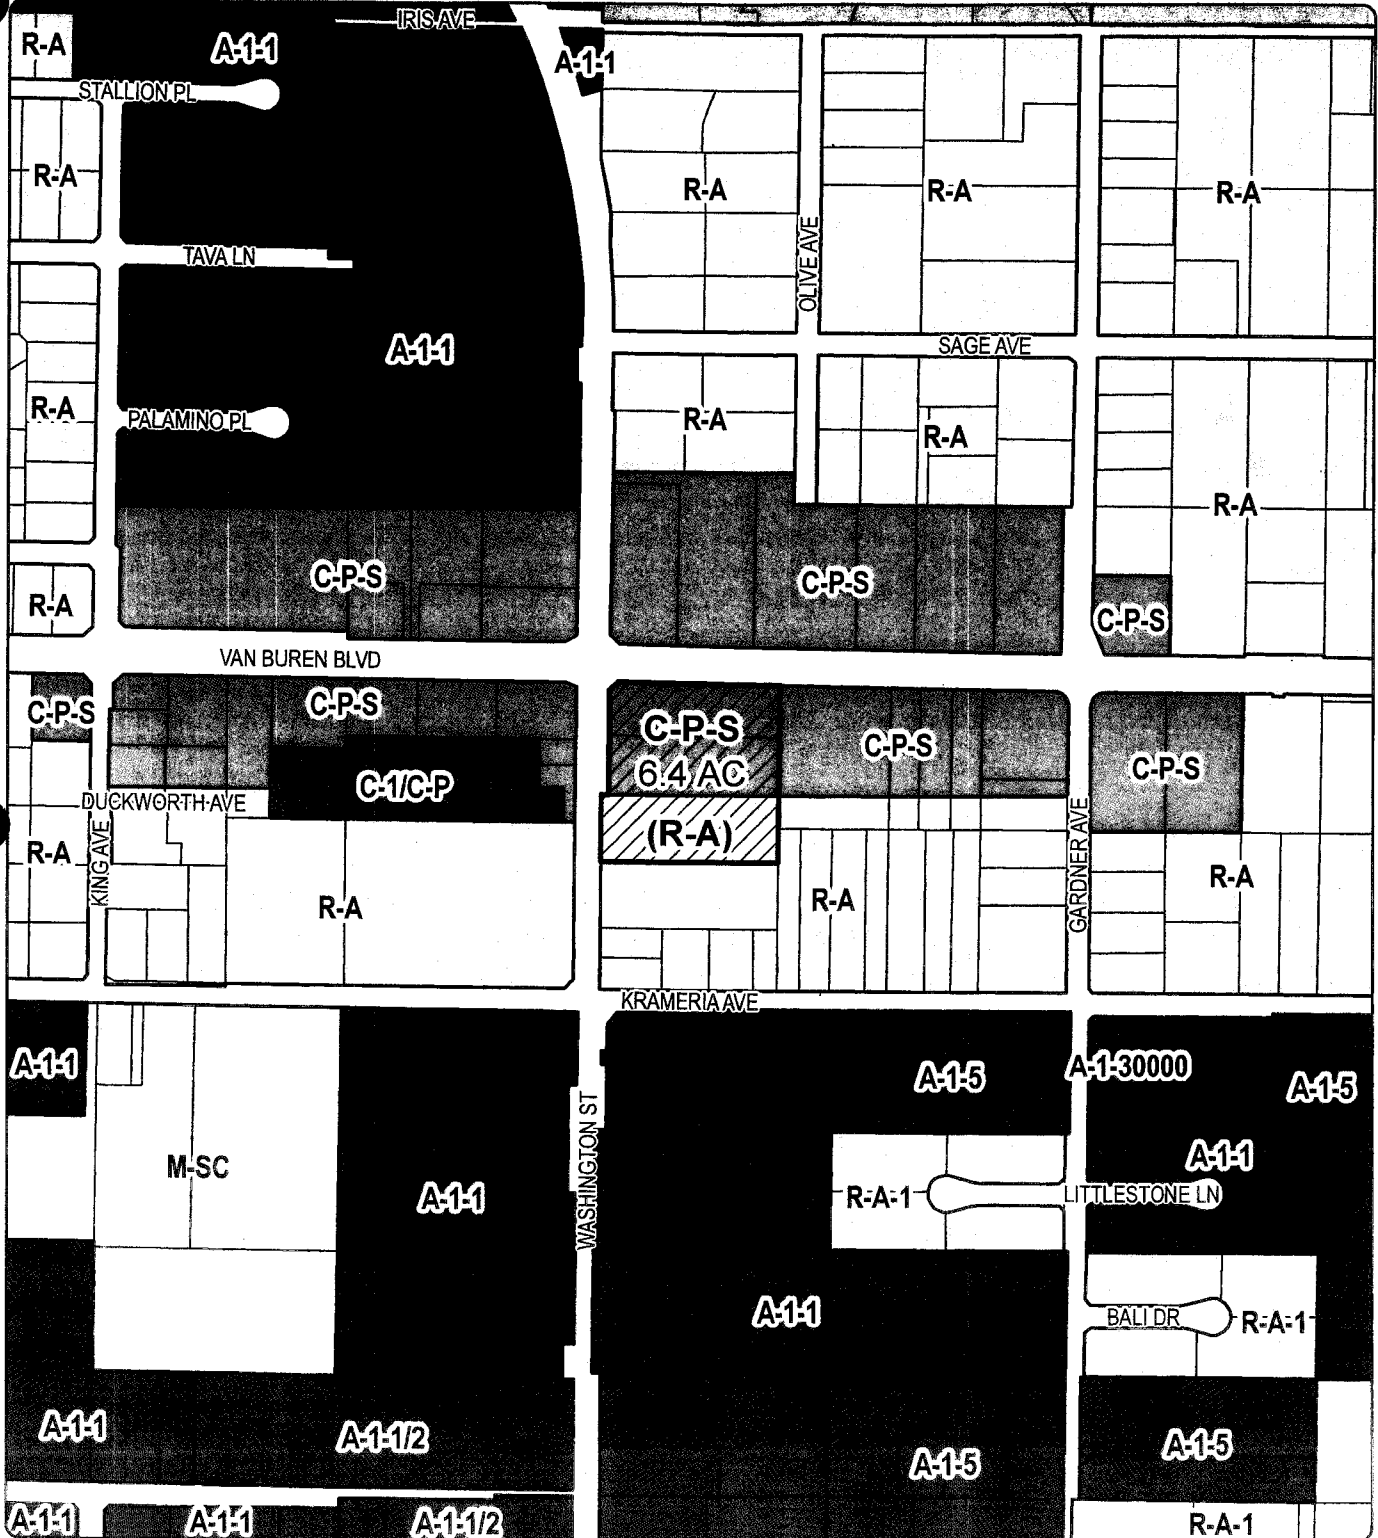 IRIS AVE
R-A
A-1-1
A-1-1
STALLION PL
R-A
R-A
R-A
R-A
OLIVE AVE
TAVA LN
A-1-1
SAGE AVE
R-A
PALAMINO PL
R-A
R-A
R-A
C-P-S
C-P-S
R-A
C-P-S
VAN BUREN BLVD
C-P-S
C-P-S
C-P-S
6.4 AC
C-P-S
C-P-S
C-1/C-P
DUCKWORTH AVE
(R-A)
KING AVE
GARDNER AVE
R-A
R-A
R-A
R-A
KRAMERIA AVE
A-1-1
A-1-5
A-1-30000
A-1-5
WASHINGTON ST
M-SC
A-1-1
A-1-1
R-A-1
LITTLESTONE LN
A-1-1
BALI DR
R-A-1
A-1-1
A-1-1/2
A-1-5
A-1-5
A-1-1
A-1-1
A-1-1/2
R-A-1